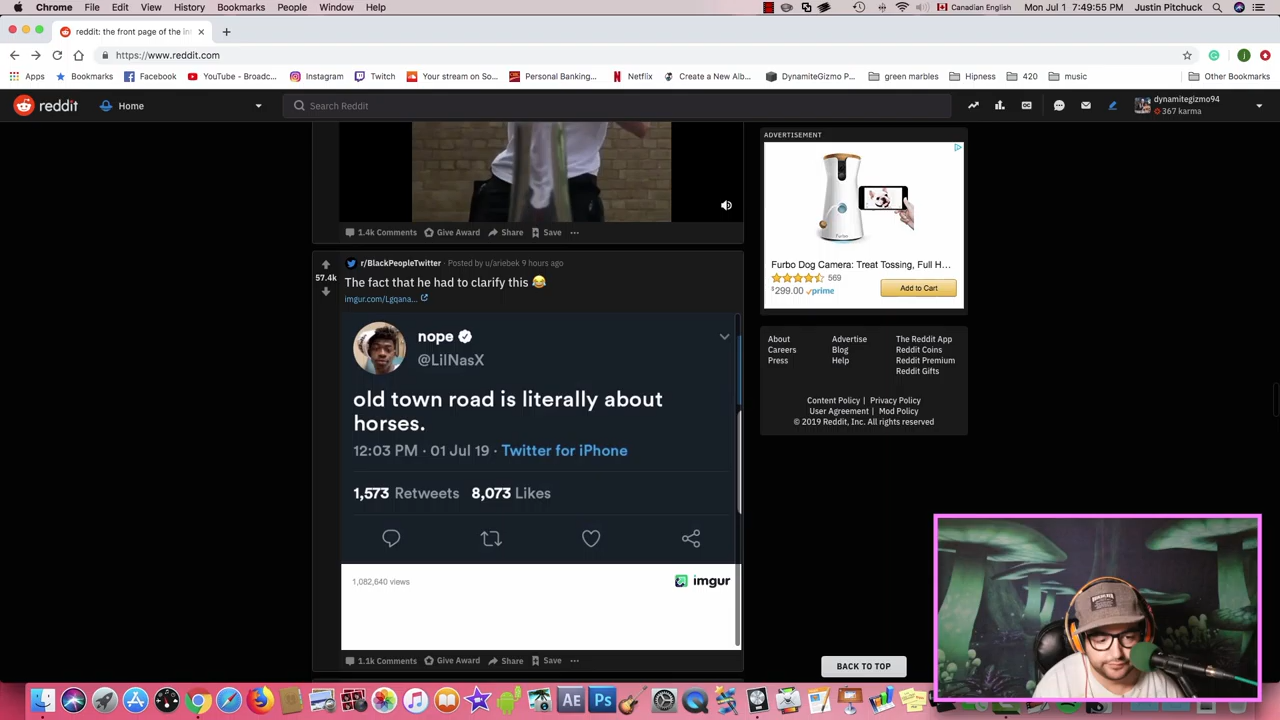 Chrome File Edit View History Bookmarks People Window Help
Canadian English Mon Jul 1 7:49:55 PM Justin Pitchuck
reddit: the front page of the in
https://www.reddit.com
Apps Bookmarks Facebook YouTube - Broadc... Instagram Twitch Your stream on So... Personal Banking... Netflix Create a New Aib... DynamiteGizmo P... green marbles Hipness 420 music Other Bookmarks
reddit Home Search Reddit dynamitegizmo94
367 karma
1.4k Comments Give Award Share Save ...
r/BlackPeopleTwitter Posted by u/ariebek 9 hours ago
57.4k
The fact that he had to clarify this 😂
imgur.com/Lgqana...
nope
@LilNasX
old town road is literally about
horses.
12:03 PM · 01 Jul 19 · Twitter for iPhone
1,573 Retweets 8,073 Likes
1,082,640 views imgur
1.1k Comments Give Award Share Save ...
ADVERTISEMENT
Furbo
Furbo Dog Camera: Treat Tossing, Full H...
569
$299.00 prime Add to Cart
About Advertise The Reddit App
Careers Blog Reddit Coins
Press Help Reddit Premium
Reddit Gifts
Content Policy | Privacy Policy
User Agreement | Mod Policy
© 2019 Reddit, Inc. All rights reserved
BACK TO TOP
AE Ps